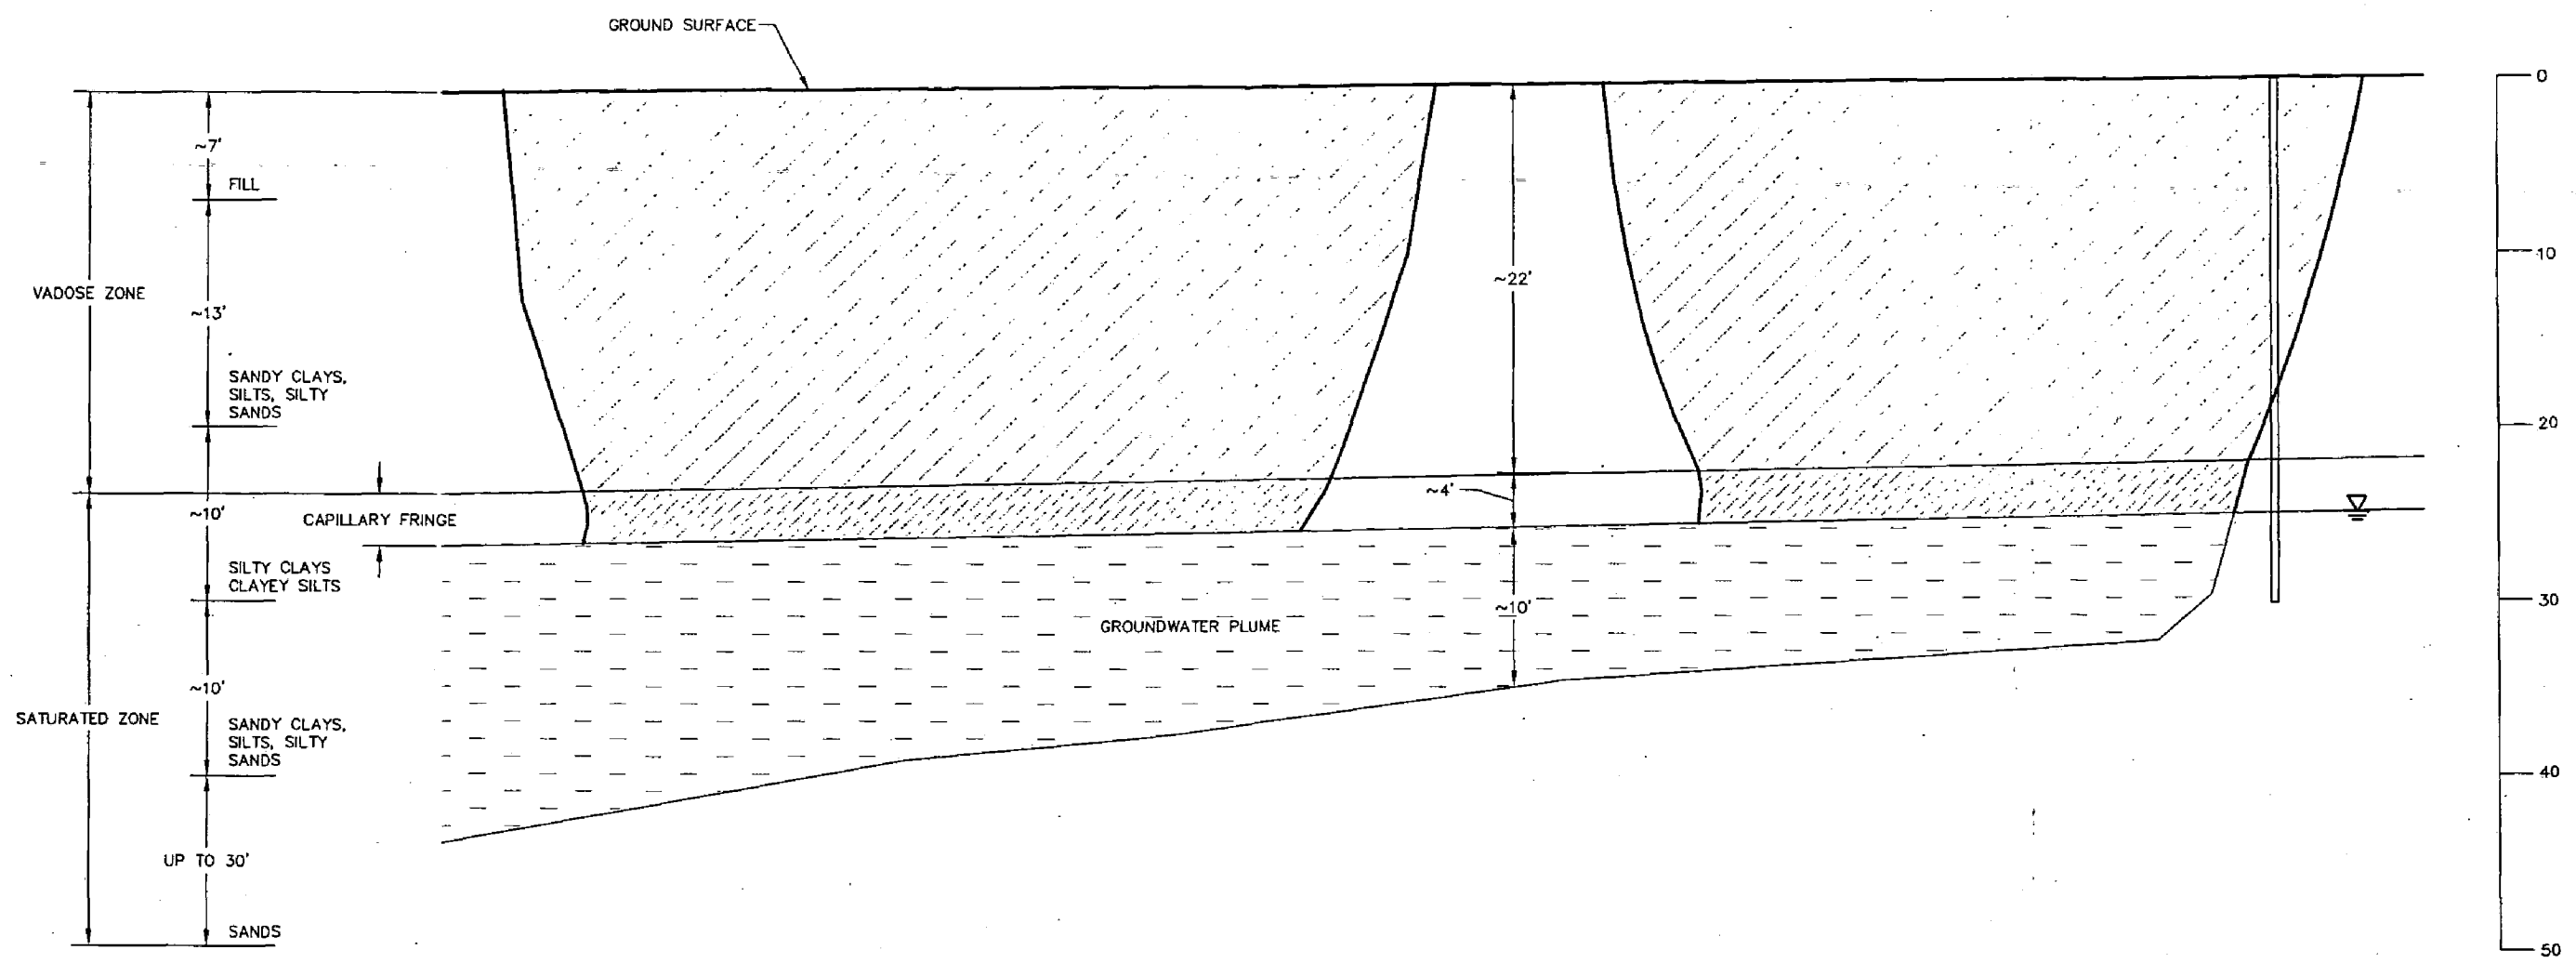 GROUND SURFACE
0
~7'
FILL
10
~22'
VADOSE ZONE
~13'
SANDY CLAYS,
SILTS, SILTY
SANDS
20
~4'
~10'
CAPILLARY FRINGE
SILTY CLAYS
CLAYEY SILTS
30
~10'
GROUNDWATER PLUME
~10'
SATURATED ZONE
SANDY CLAYS,
SILTS, SILTY
SANDS
40
UP TO 30'
SANDS
50